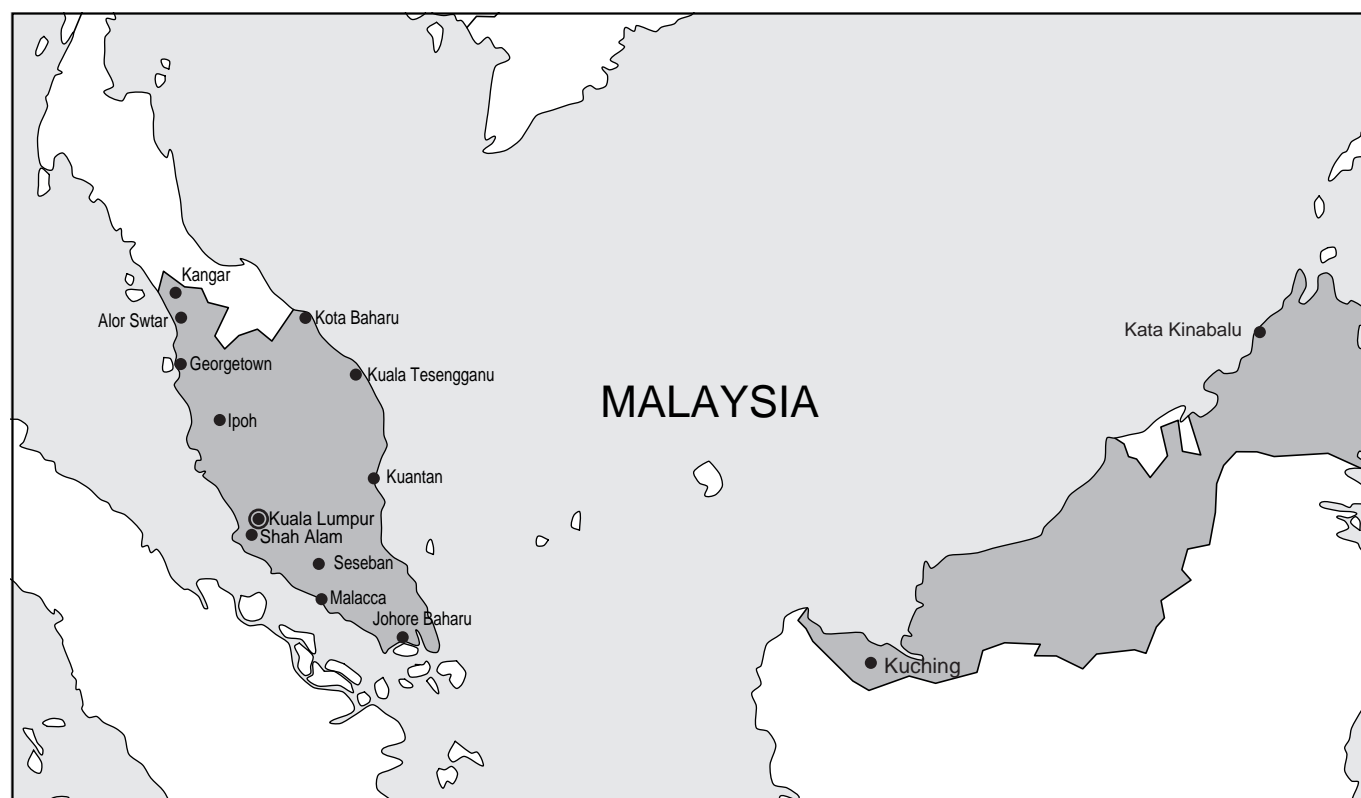 Kangar
Alor Swtar
Kota Baharu
Kata Kinabalu
Georgetown
Kuala Tesengganu
MALAYSIA
Ipoh
Kuantan
Kuala Lumpur
Shah Alam
Seseban
Malacca
Johore Baharu
Kuching